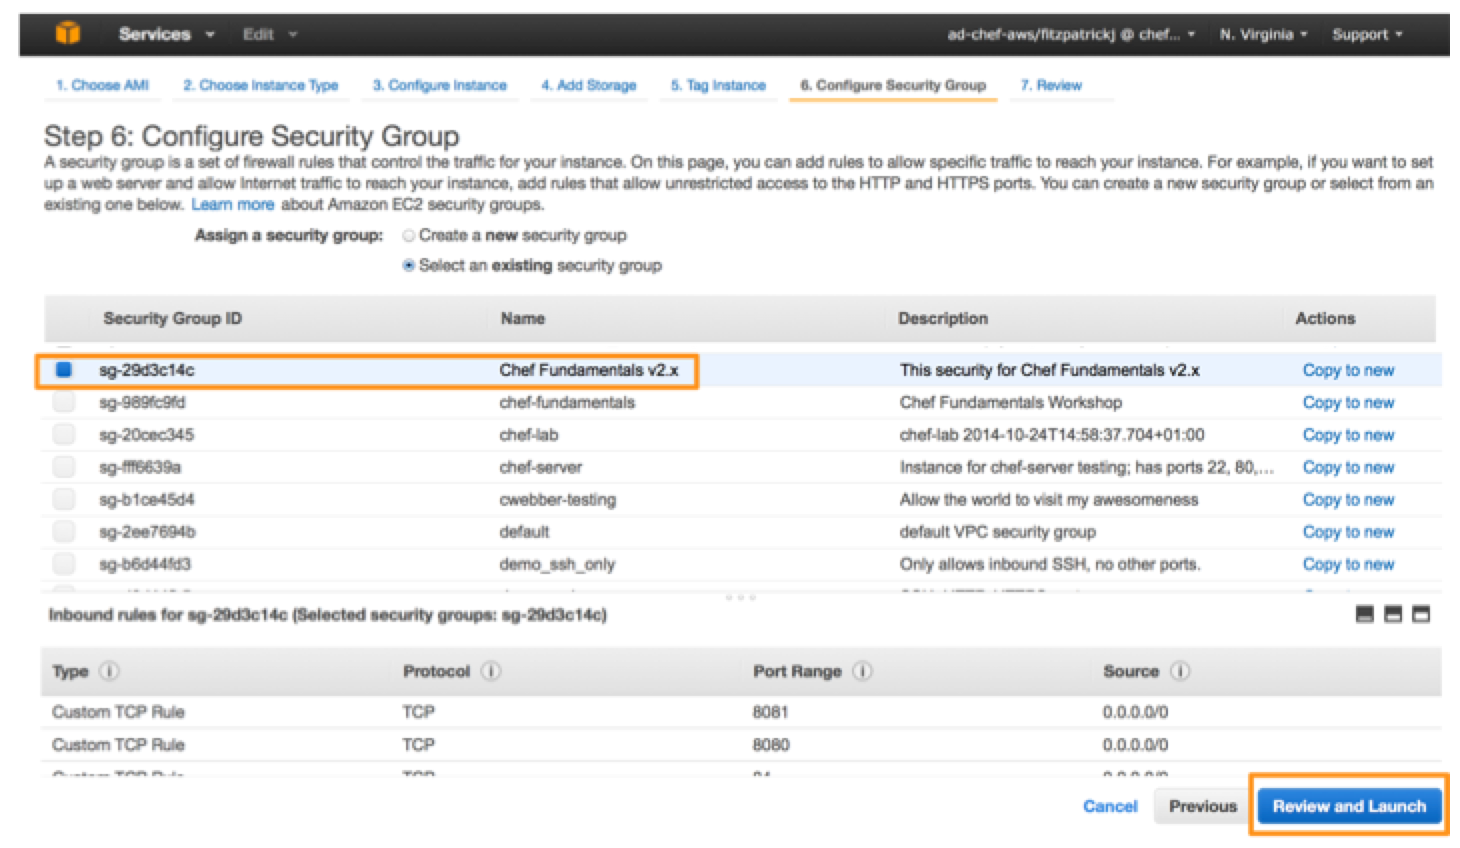 Services Edit ad-chef-aws/fitzpatrickj @ chef... N. Virginia Support
1. Choose AMI 2. Choose Instance Type 3. Configure Instance 4. Add Storage 5. Tag Instance 6. Configure Security Group 7. Review
Step 6: Configure Security Group
A security group is a set of firewall rules that control the traffic for your instance. On this page, you can add rules to allow specific traffic to reach your instance. For example, if you want to set
up a web server and allow Internet traffic to reach your instance, add rules that allow unrestricted access to the HTTP and HTTPS ports. You can create a new security group or select from an
existing one below. Learn more about Amazon EC2 security groups.
Assign a security group: Create a new security group
Select an existing security group
Security Group ID Name Description Actions
sg-29d3c14c Chef Fundamentals v2.x This security for Chef Fundamentals v2.x Copy to new
sg-989fc9fd chef-fundamentals Chef Fundamentals Workshop Copy to new
sg-20cec345 chef-lab chef-lab 2014-10-24T14:58:37.704+01:00 Copy to new
sg-fff6639a chef-server Instance for chef-server testing; has ports 22, 80,... Copy to new
sg-b1ce45d4 cwebber-testing Allow the world to visit my awesomeness Copy to new
sg-2ee7694b default default VPC security group Copy to new
sg-b6d44fd3 demo_ssh_only Only allows inbound SSH, no other ports. Copy to new
Inbound rules for sg-29d3c14c (Selected security groups: sg-29d3c14c)
Type Protocol Port Range Source
Custom TCP Rule TCP 8081 0.0.0.0/0
Custom TCP Rule TCP 8080 0.0.0.0/0
Cancel Previous Review and Launch